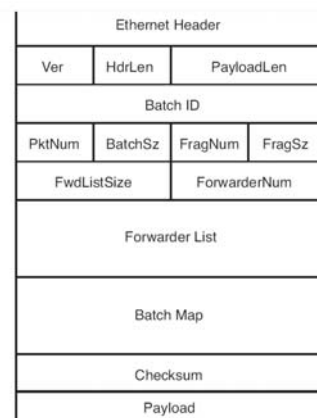 Ethernet Header
Ver HdrLen PayloadLen
Batch ID
PktNum BatchSz FragNum FragSz
FwdListSize ForwarderNum
Forwarder List
Batch Map
Checksum
Payload